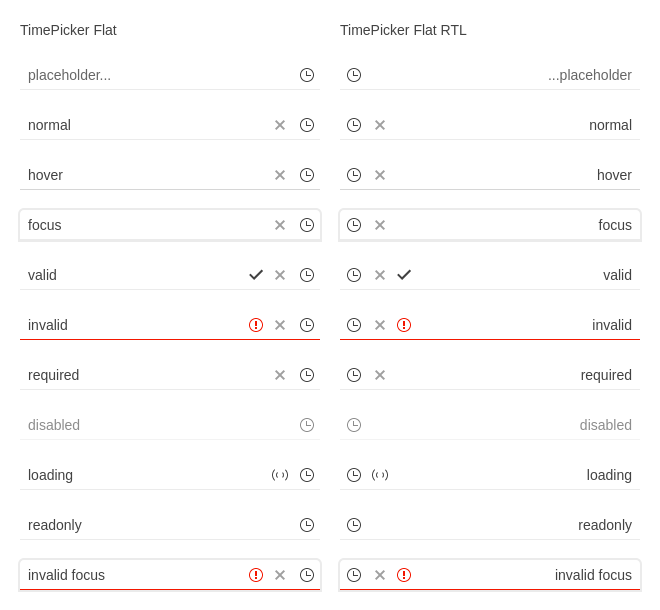 TimePicker Flat
placeholder...
normal
hover
focus
valid
invalid
required
disabled
loading
readonly
invalid focus
TimePicker Flat RTL
...placeholder
normal
hover
focus
valid
invalid
required
disabled
loading
readonly
invalid focus